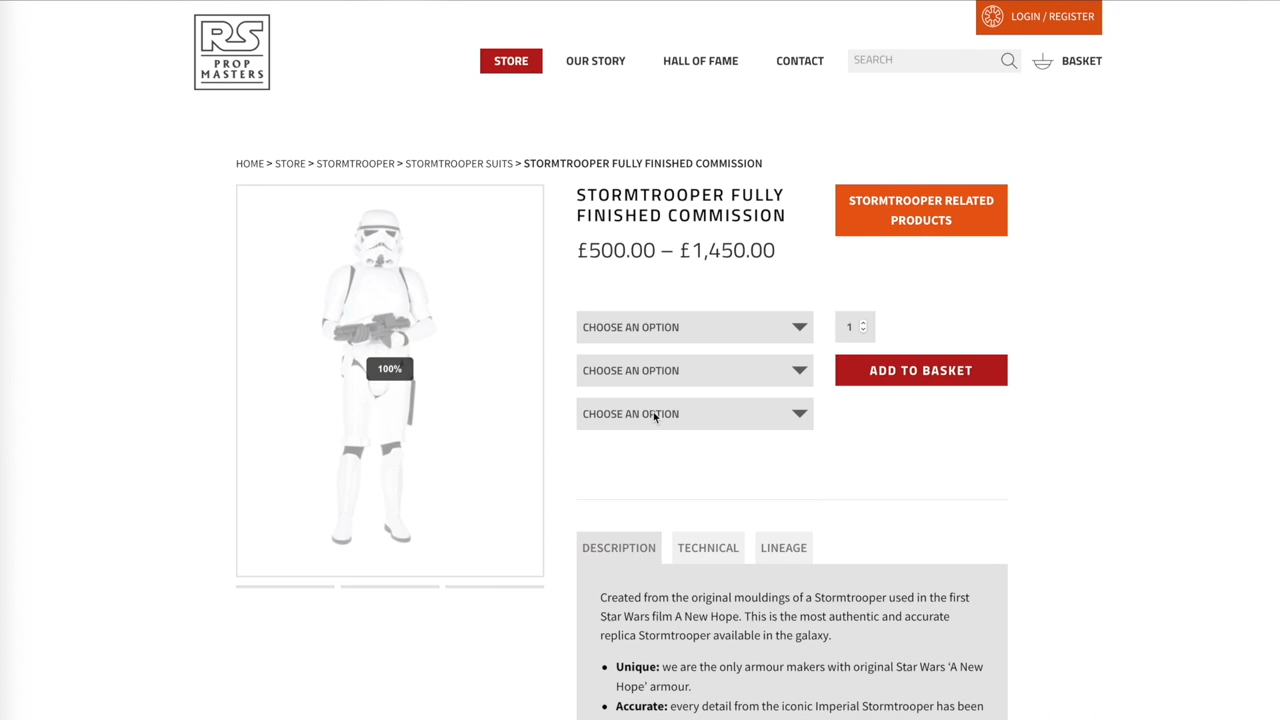 LOGIN / REGISTER
RS
PROP
MASTERS
STORE
OUR STORY
HALL OF FAME
CONTACT
SEARCH
BASKET
HOME > STORE > STORMTROOPER > STORMTROOPER SUITS > STORMTROOPER FULLY FINISHED COMMISSION
STORMTROOPER FULLY
FINISHED COMMISSION
£500.00 – £1,450.00
STORMTROOPER RELATED
PRODUCTS
CHOOSE AN OPTION
1
CHOOSE AN OPTION
ADD TO BASKET
CHOOSE AN OPTION
100%
DESCRIPTION
TECHNICAL
LINEAGE
Created from the original mouldings of a Stormtrooper used in the first
Star Wars film A New Hope. This is the most authentic and accurate
replica Stormtrooper available in the galaxy.
• Unique: we are the only armour makers with original Star Wars ‘A New
Hope’ armour.
• Accurate: every detail from the iconic Imperial Stormtrooper has been